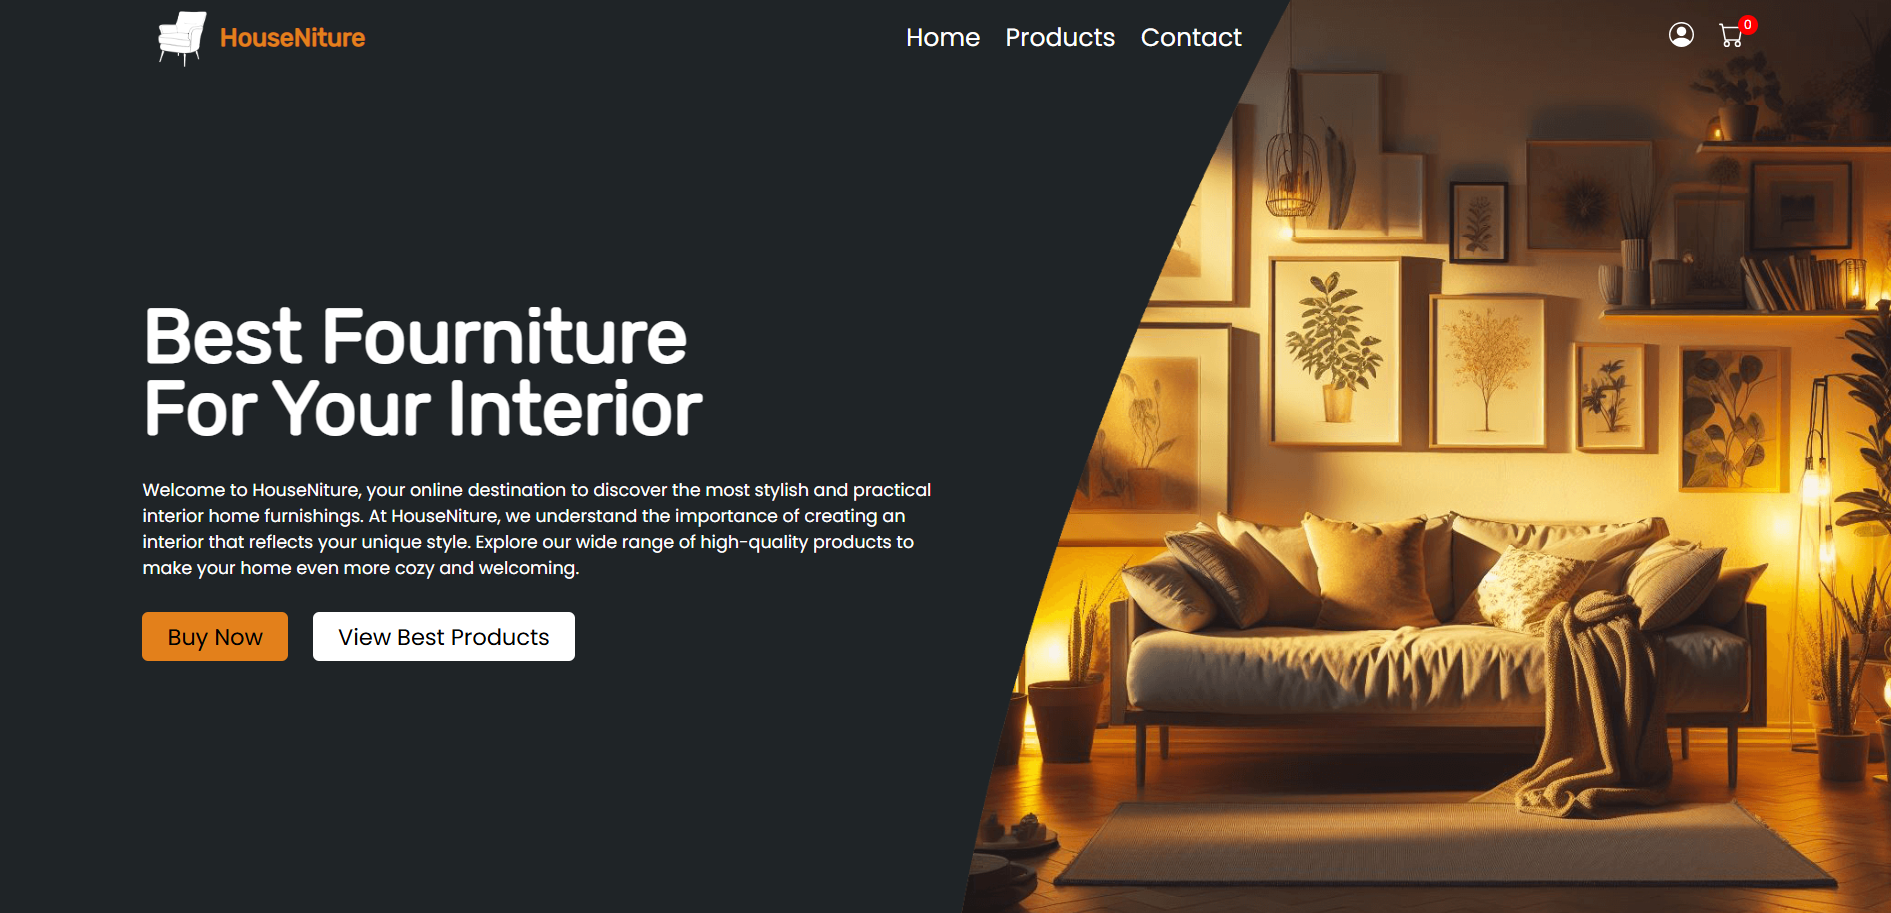 HouseNiture
Home Products Contact
0
Best Fourniture
For Your Interior
Welcome to HouseNiture, your online destination to discover the most stylish and practical
interior home furnishings. At HouseNiture, we understand the importance of creating an
interior that reflects your unique style. Explore our wide range of high-quality products to
make your home even more cozy and welcoming.
Buy Now
View Best Products